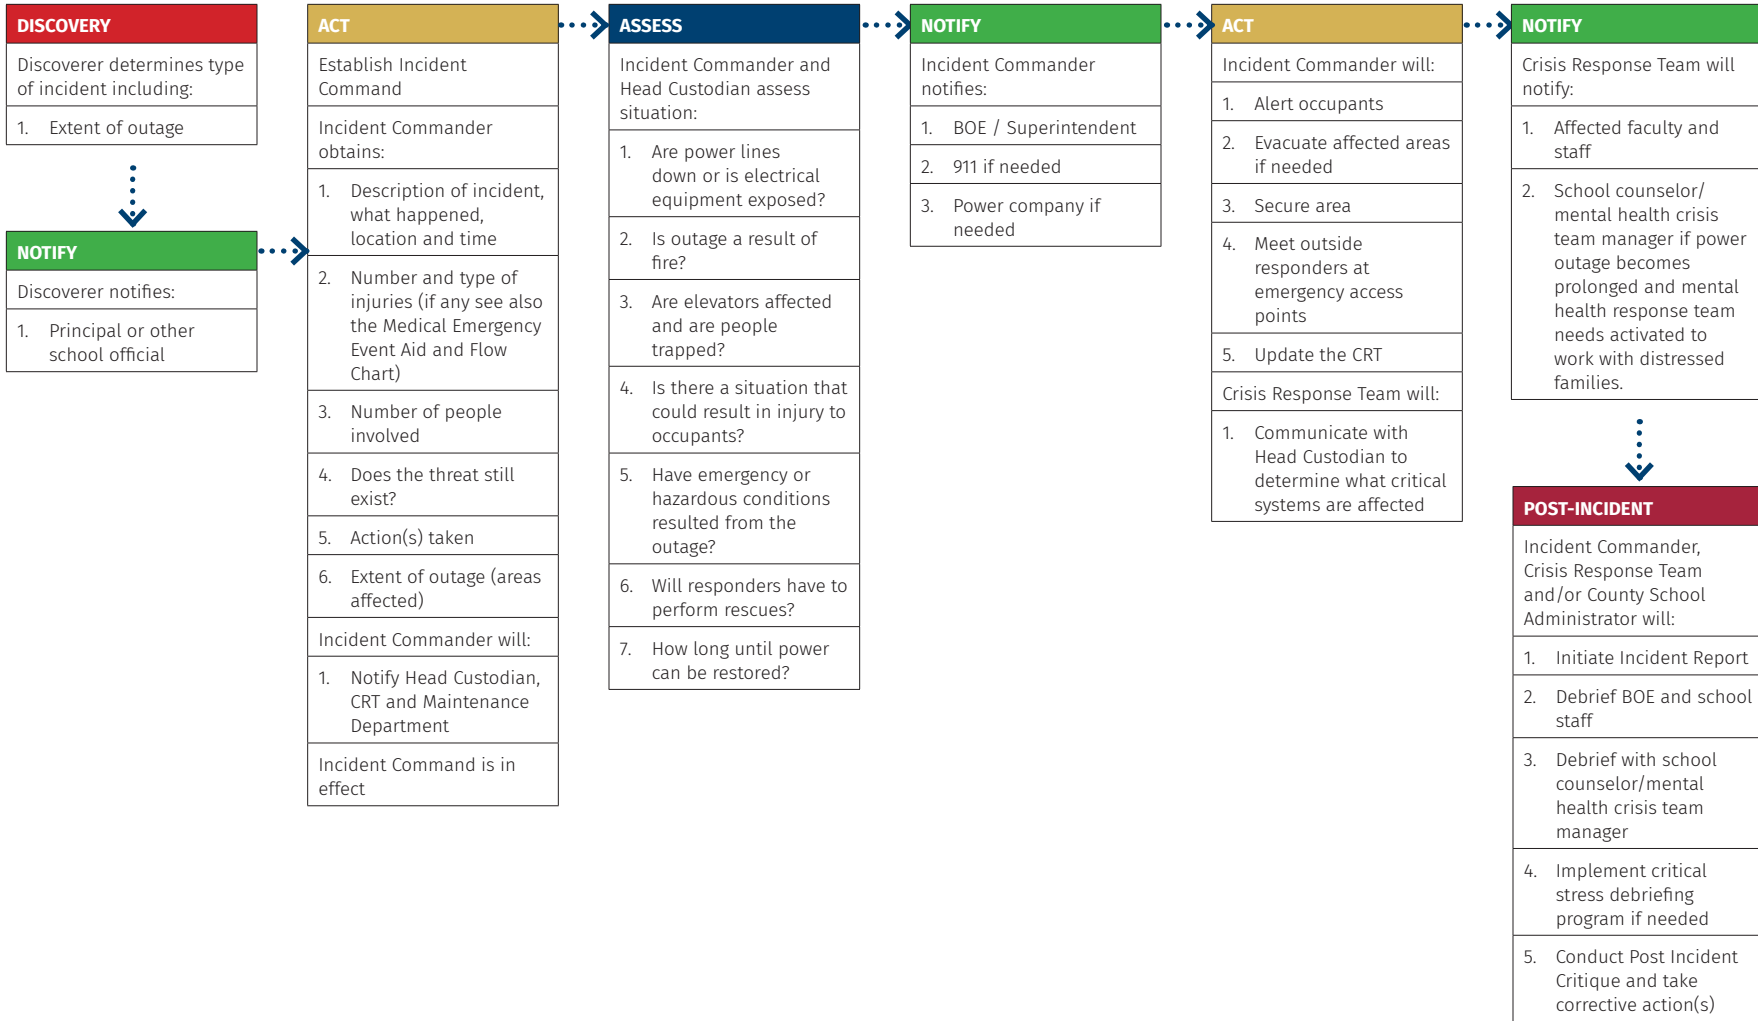 DISCOVERY
Discoverer determines type
of incident including:
1. Extent of outage
NOTIFY
Discoverer notifies:
1. Principal or other
school official
ACT
Establish Incident
Command
Incident Commander
obtains:
1. Description of incident,
what happened,
location and time
2. Number and type of
injuries (if any see also
the Medical Emergency
Event Aid and Flow
Chart)
3. Number of people
involved
4. Does the threat still
exist?
5. Action(s) taken
6. Extent of outage (areas
affected)
Incident Commander will:
1. Notify Head Custodian,
CRT and Maintenance
Department
Incident Command is in
effect
ASSESS
Incident Commander and
Head Custodian assess
situation:
1. Are power lines
down or is electrical
equipment exposed?
2. Is outage a result of
fire?
3. Are elevators affected
and are people
trapped?
4. Is there a situation that
could result in injury to
occupants?
5. Have emergency or
hazardous conditions
resulted from the
outage?
6. Will responders have to
perform rescues?
7. How long until power
can be restored?
NOTIFY
Incident Commander
notifies:
1. BOE / Superintendent
2. 911 if needed
3. Power company if
needed
ACT
Incident Commander will:
1. Alert occupants
2. Evacuate affected areas
if needed
3. Secure area
4. Meet outside
responders at
emergency access
points
5. Update the CRT
Crisis Response Team will:
1. Communicate with
Head Custodian to
determine what critical
systems are affected
NOTIFY
Crisis Response Team will
notify:
1. Affected faculty and
staff
2. School counselor/
mental health crisis
team manager if power
outage becomes
prolonged and mental
health response team
needs activated to
work with distressed
families.
POST-INCIDENT
Incident Commander,
Crisis Response Team
and/or County School
Administrator will:
1. Initiate Incident Report
2. Debrief BOE and school
staff
3. Debrief with school
counselor/mental
health crisis team
manager
4. Implement critical
stress debriefing
program if needed
5. Conduct Post Incident
Critique and take
corrective action(s)